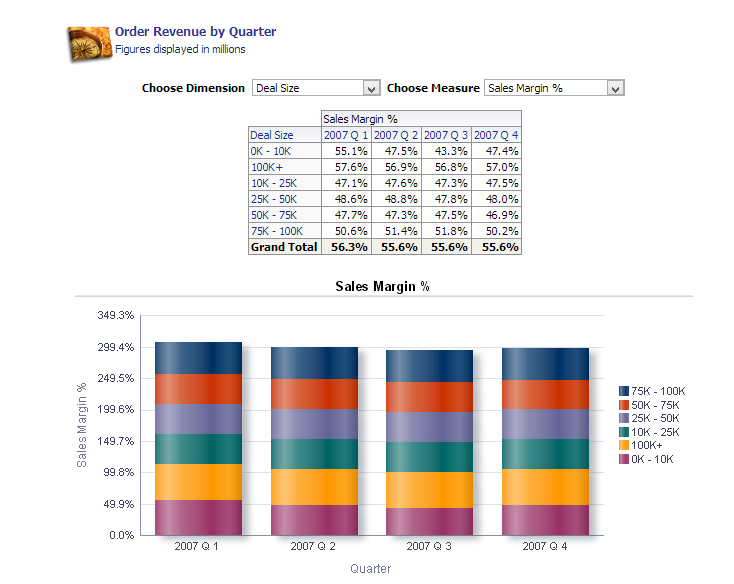 Order Revenue by Quarter
Figures displayed in millions
Choose Dimension Deal Size Choose Measure Sales Margin %
Sales Margin %
Deal Size 2007 Q 1 2007 Q 2 2007 Q 3 2007 Q 4
0K - 10K 55.1% 47.5% 43.3% 47.4%
100K+ 57.6% 56.9% 56.8% 57.0%
10K - 25K 47.1% 47.6% 47.3% 47.5%
25K - 50K 48.6% 48.8% 47.8% 48.0%
50K - 75K 47.7% 47.3% 47.5% 46.9%
75K - 100K 50.6% 51.4% 51.8% 50.2%
Grand Total 56.3% 55.6% 55.6% 55.6%
Sales Margin %
349.3%
299.4%
249.5%
199.6%
149.7%
99.8%
49.9%
0.0%
Sales Margin %
2007 Q 1 2007 Q 2 2007 Q 3 2007 Q 4
Quarter
75K - 100K
50K - 75K
25K - 50K
10K - 25K
100K+
0K - 10K